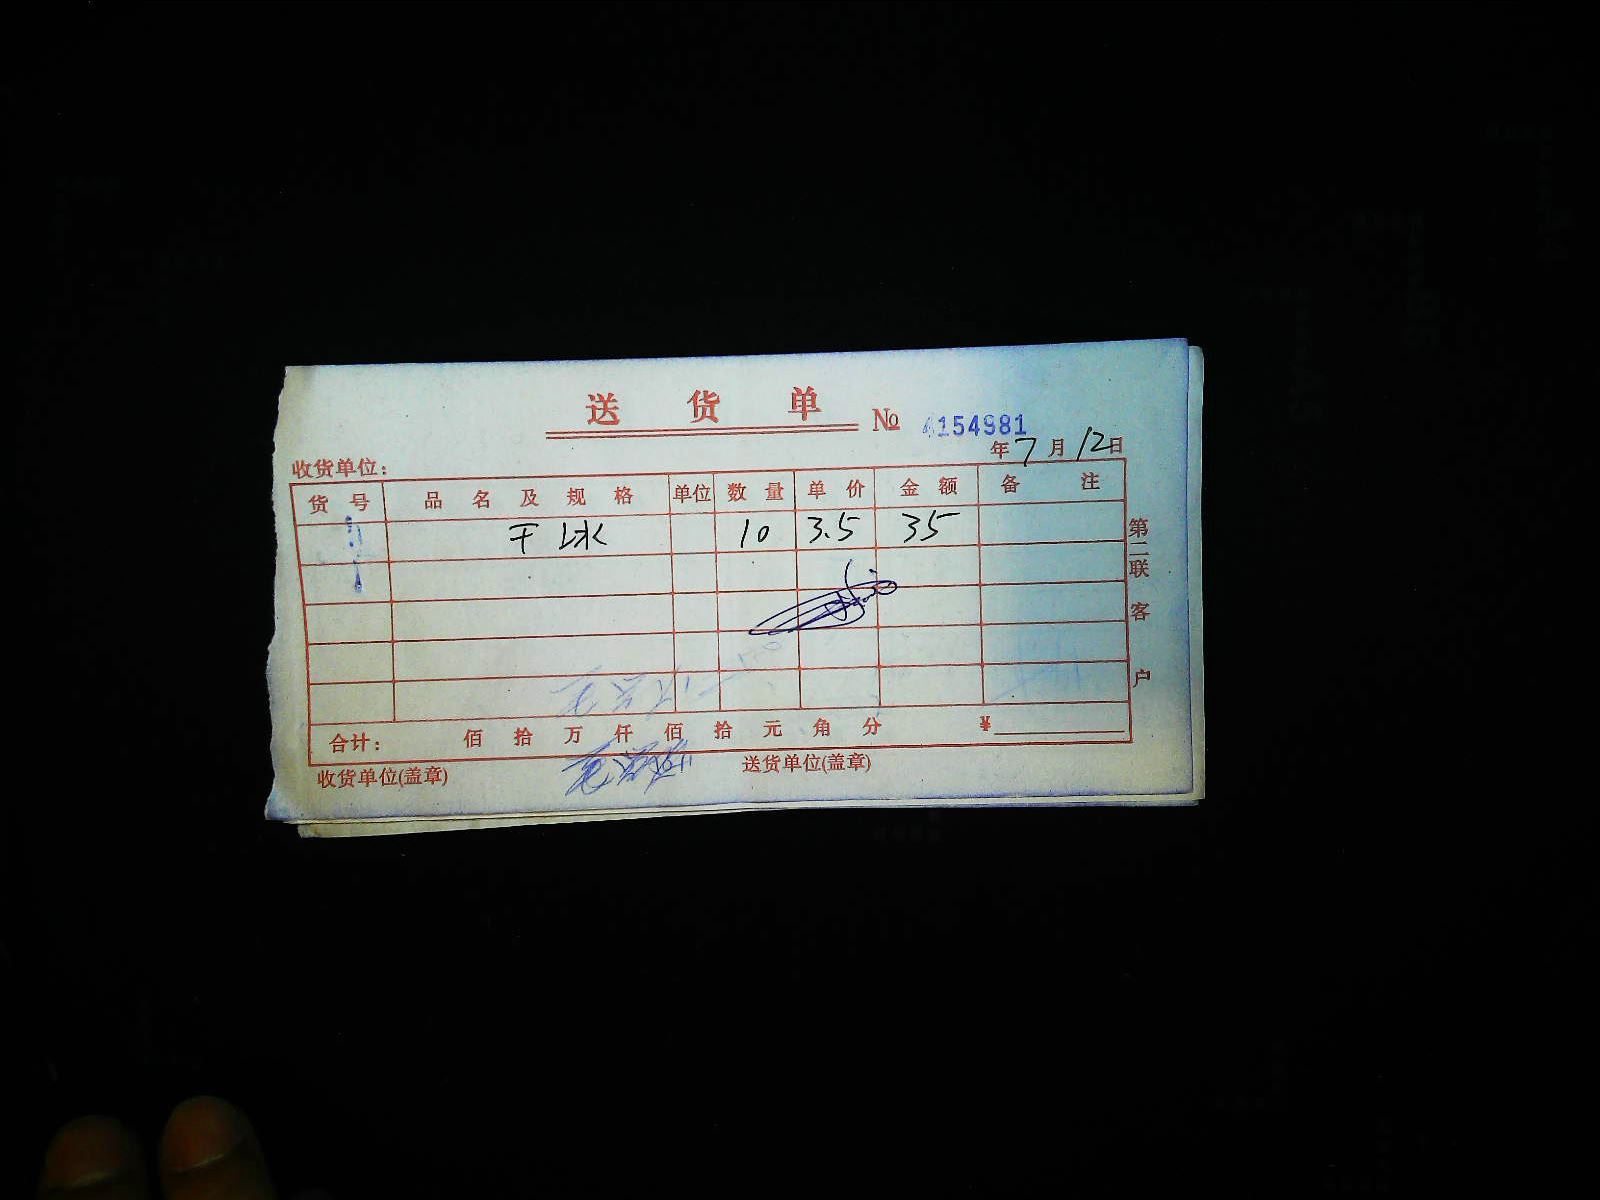 送货单 № 4154981
年7月12日
收货单位：
货号 品名及规格 单位 数量 单价 金额 备注
干冰 10 3.5 35
合计： 佰拾万仟佰拾元角分 ¥
收货单位(盖章) 送货单位(盖章)
第二联 客户